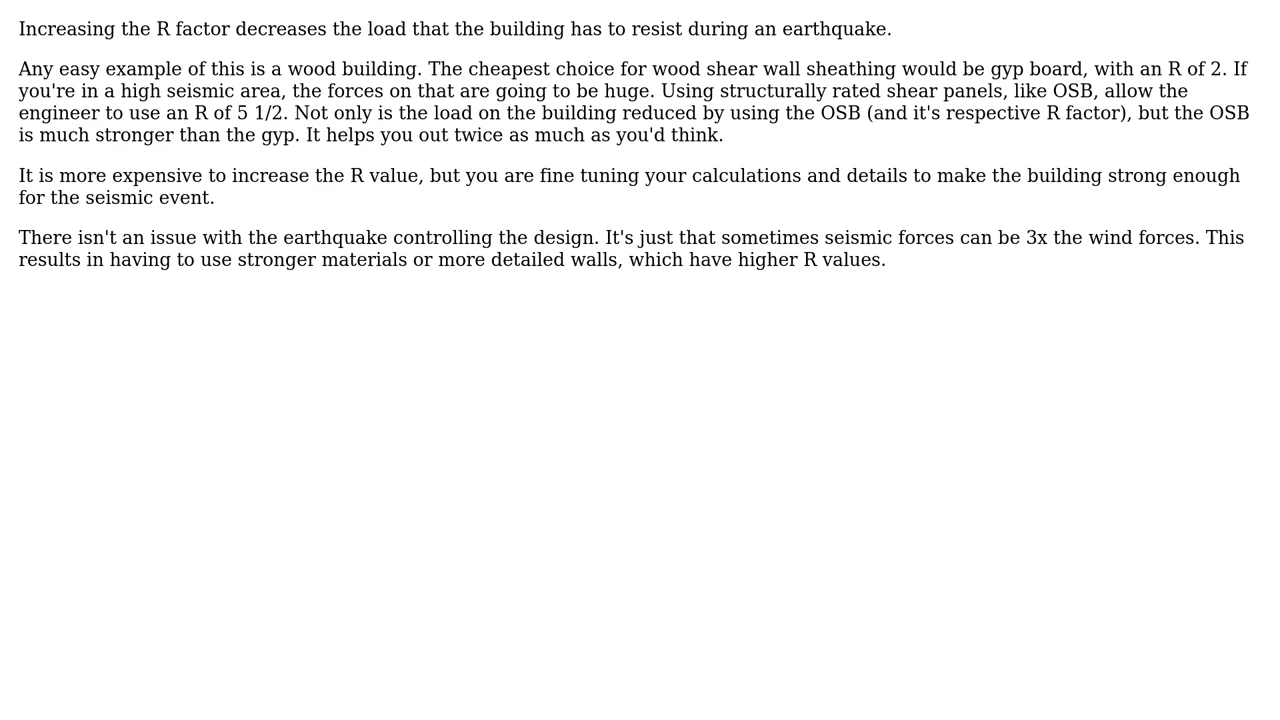 Increasing the R factor decreases the load that the building has to resist during an earthquake.
Any easy example of this is a wood building. The cheapest choice for wood shear wall sheathing would be gyp board, with an R of 2. If
you're in a high seismic area, the forces on that are going to be huge. Using structurally rated shear panels, like OSB, allow the
engineer to use an R of 5 1/2. Not only is the load on the building reduced by using the OSB (and it's respective R factor), but the OSB
is much stronger than the gyp. It helps you out twice as much as you'd think.
It is more expensive to increase the R value, but you are fine tuning your calculations and details to make the building strong enough
for the seismic event.
There isn't an issue with the earthquake controlling the design. It's just that sometimes seismic forces can be 3x the wind forces. This
results in having to use stronger materials or more detailed walls, which have higher R values.